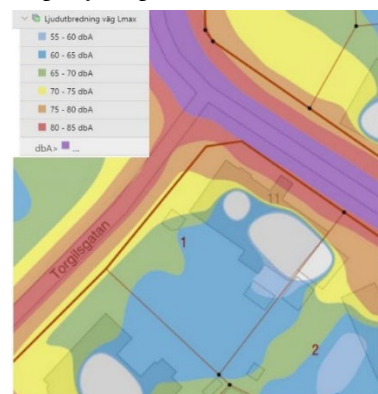 Ljudutbredning väg Lmax
55 - 60 dbA
60 - 65 dbA
65 - 70 dbA
70 - 75 dbA
75 - 80 dbA
80 - 85 dbA
dbA> ...
11
Torgilsgatan
1
2